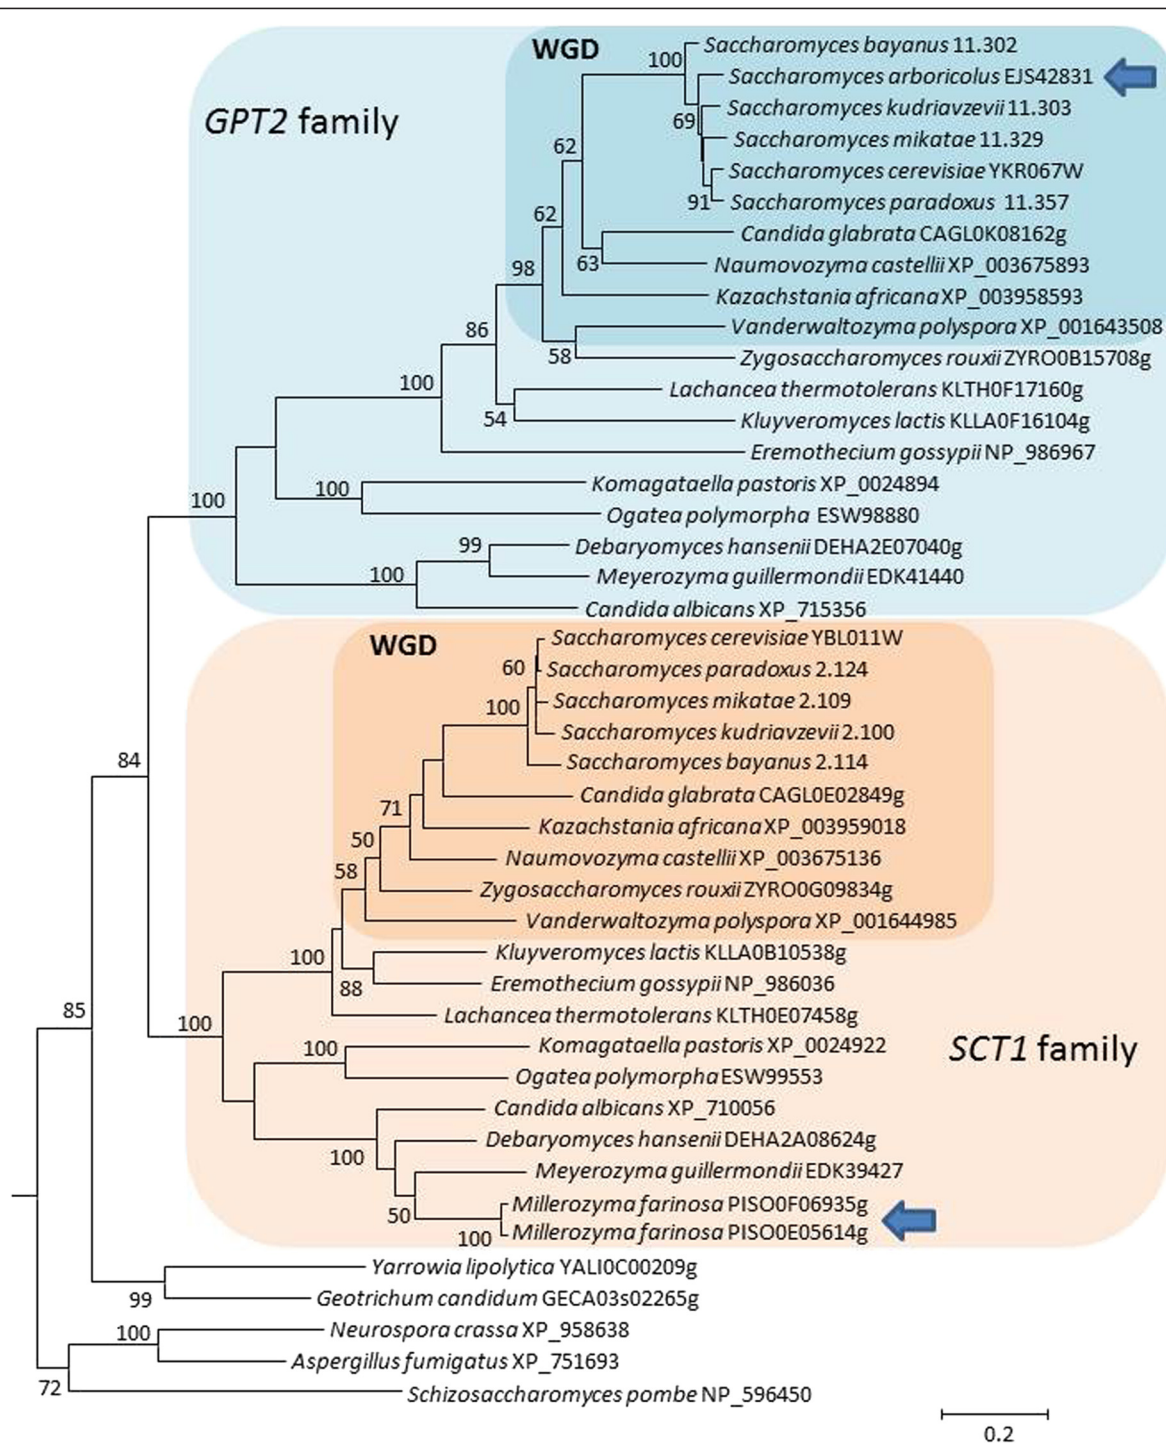 WGD
GPT2 family
100
Saccharomyces bayanus 11.302
Saccharomyces arboricolus EJS42831
69
Saccharomyces kudriavzevii 11.303
Saccharomyces mikatae 11.329
62
Saccharomyces cerevisiae YKR067W
91
Saccharomyces paradoxus 11.357
62
Candida glabrata CAGL0K08162g
63
Naumovozyma castellii XP_003675893
98
Kazachstania africana XP_003958593
86
Vanderwaltozyma polyspora XP_001643508
58
Zygosaccharomyces rouxii ZYRO0B15708g
100
Lachancea thermotolerans KLTH0F17160g
54
Kluyveromyces lactis KLLA0F16104g
Eremothecium gossypii NP_986967
100
Komagataella pastoris XP_0024894
100
Ogatea polymorpha ESW98880
99
Debaryomyces hansenii DEHA2E07040g
100
Meyerozyma guillermondii EDK41440
Candida albicans XP_715356
WGD
Saccharomyces cerevisiae YBL011W
60
Saccharomyces paradoxus 2.124
100
Saccharomyces mikatae 2.109
Saccharomyces kudriavzevii 2.100
84
Saccharomyces bayanus 2.114
Candida glabrata CAGL0E02849g
71
Kazachstania africana XP_003959018
50
Naumovozyma castellii XP_003675136
58
Zygosaccharomyces rouxii ZYRO0G09834g
Vanderwaltozyma polyspora XP_001644985
100
Kluyveromyces lactis KLLA0B10538g
88
Eremothecium gossypii NP_986036
85
100
Lachancea thermotolerans KLTH0E07458g
SCT1 family
100
Komagataella pastoris XP_0024922
Ogatea polymorpha ESW99553
Candida albicans XP_710056
100
Debaryomyces hansenii DEHA2A08624g
Meyerozyma guillermondii EDK39427
50
Millerozyma farinosa PISO0F06935g
100
Millerozyma farinosa PISO0E05614g
Yarrowia lipolytica YALI0C00209g
99
Geotrichum candidum GECA03s02265g
100
Neurospora crassa XP_958638
Aspergillus fumigatus XP_751693
72
Schizosaccharomyces pombe NP_596450
0.2